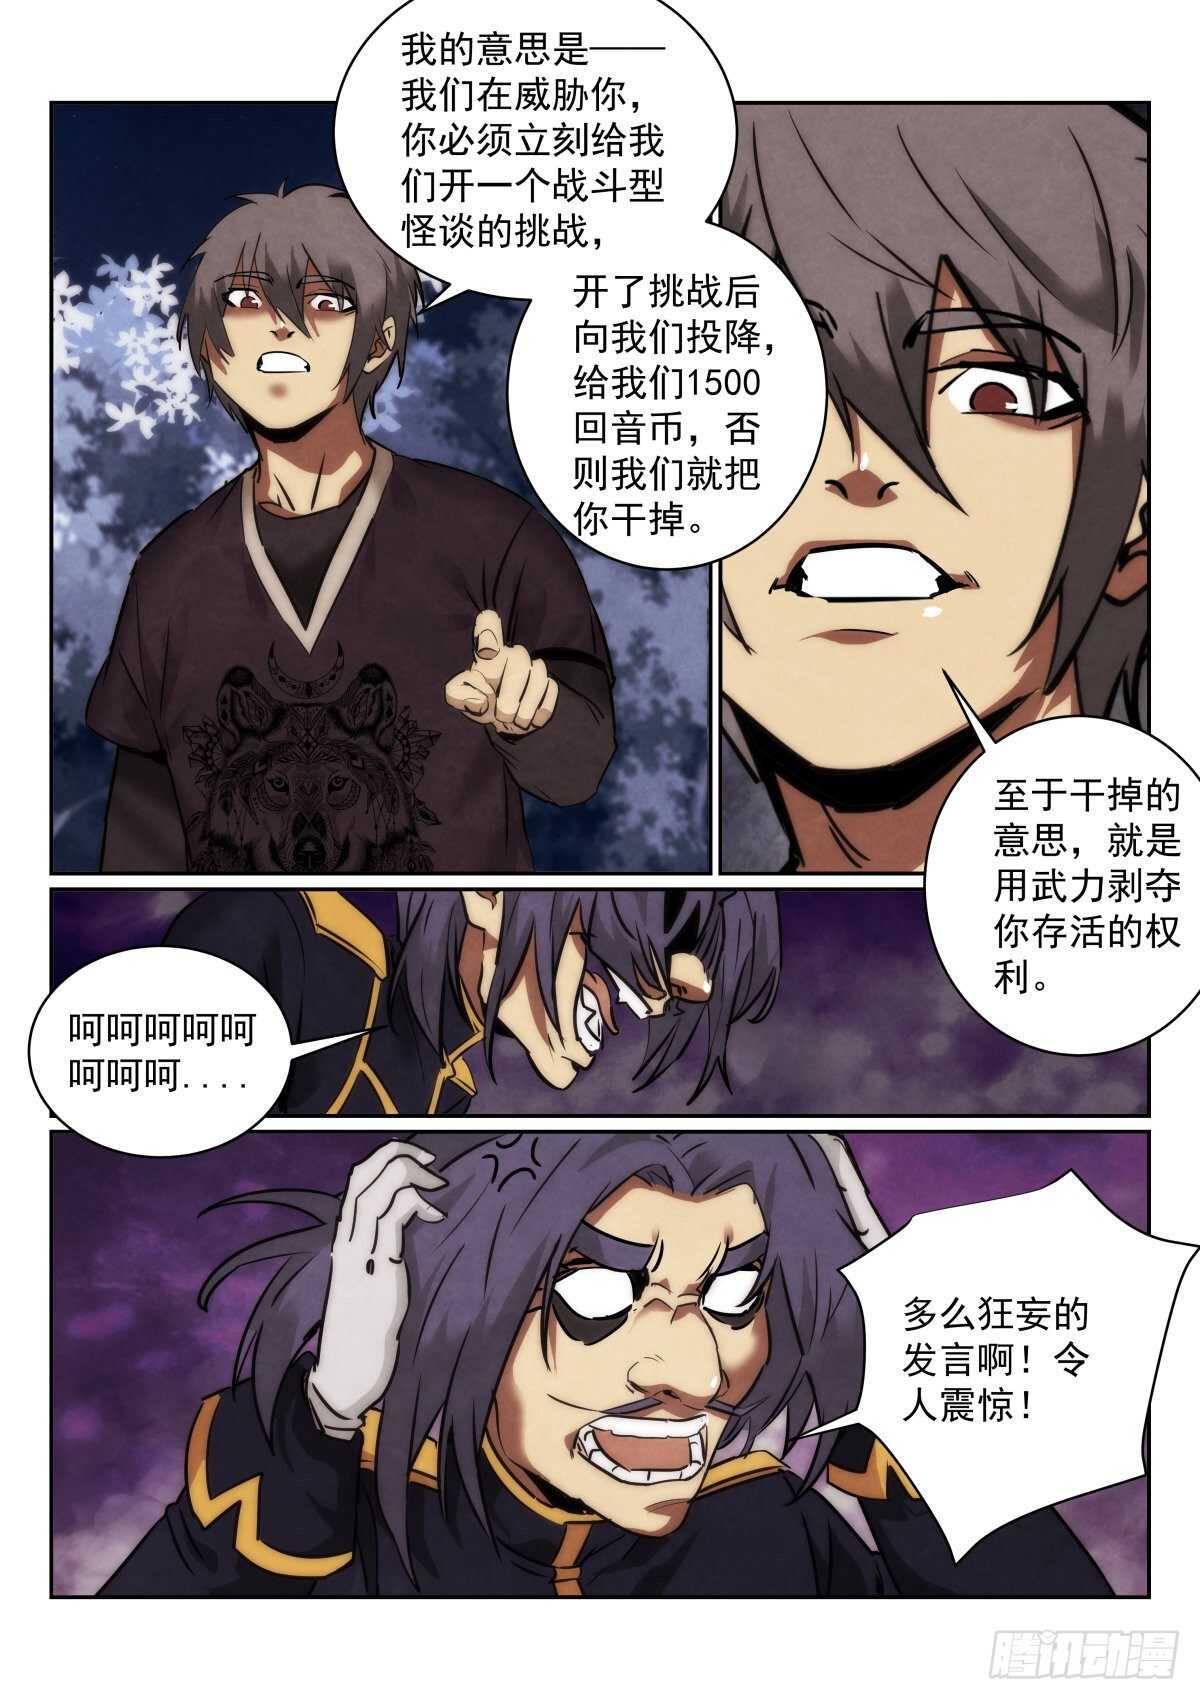 我的意思是——
我们在威胁你，
你必须立刻给我
们开一个战斗型
怪谈的挑战，
开了挑战后
向我们投降，
给我们1500
回音币，否
则我们就把
你干掉。
至于干掉的
意思，就是
用武力剥夺
你存活的权
利。
呵呵呵呵呵
呵呵呵....
多么狂妄的
发言啊！令
人震惊！
腾讯动漫